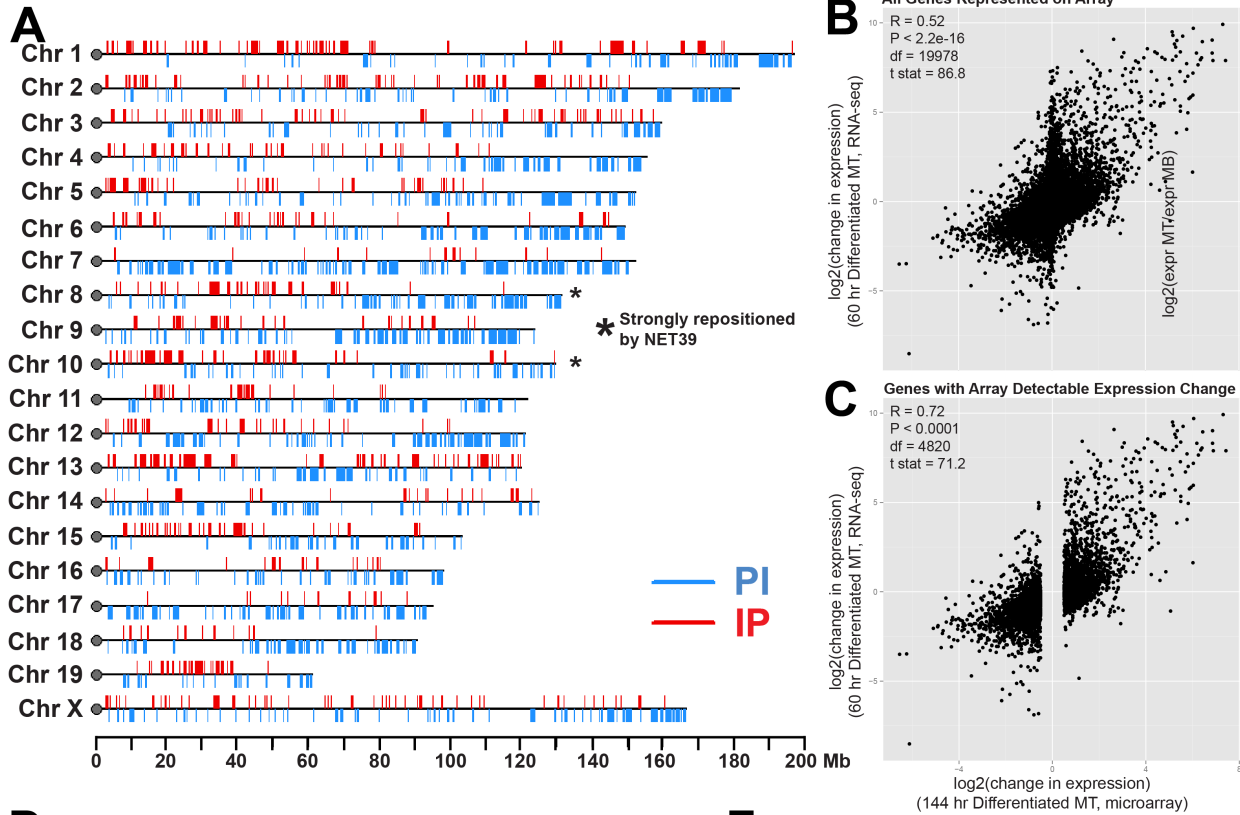 A
Chr 1
Chr 2
Chr 3
Chr 4
Chr 5
Chr 6
Chr 7
Chr 8
*
Chr 9
* Strongly repositioned
by NET39
Chr 10
*
Chr 11
Chr 12
Chr 13
Chr 14
Chr 15
Chr 16
PI
Chr 17
IP
Chr 18
Chr 19
Chr X
0 20 40 60 80 100 120 140 160 180 200 Mb
B
All Genes Represented on Array
R = 0.52
P < 2.2e-16
df = 19978
t stat = 86.8
10
5
0
−5
log2(change in expression)
(60 hr Differentiated MT, RNA-seq)
log2(expr MT/expr MB)
C
Genes with Array Detectable Expression Change
R = 0.72
P < 0.0001
df = 4820
t stat = 71.2
10
5
0
−5
log2(change in expression)
(60 hr Differentiated MT, RNA-seq)
−4 0 4 8
log2(change in expression)
(144 hr Differentiated MT, microarray)